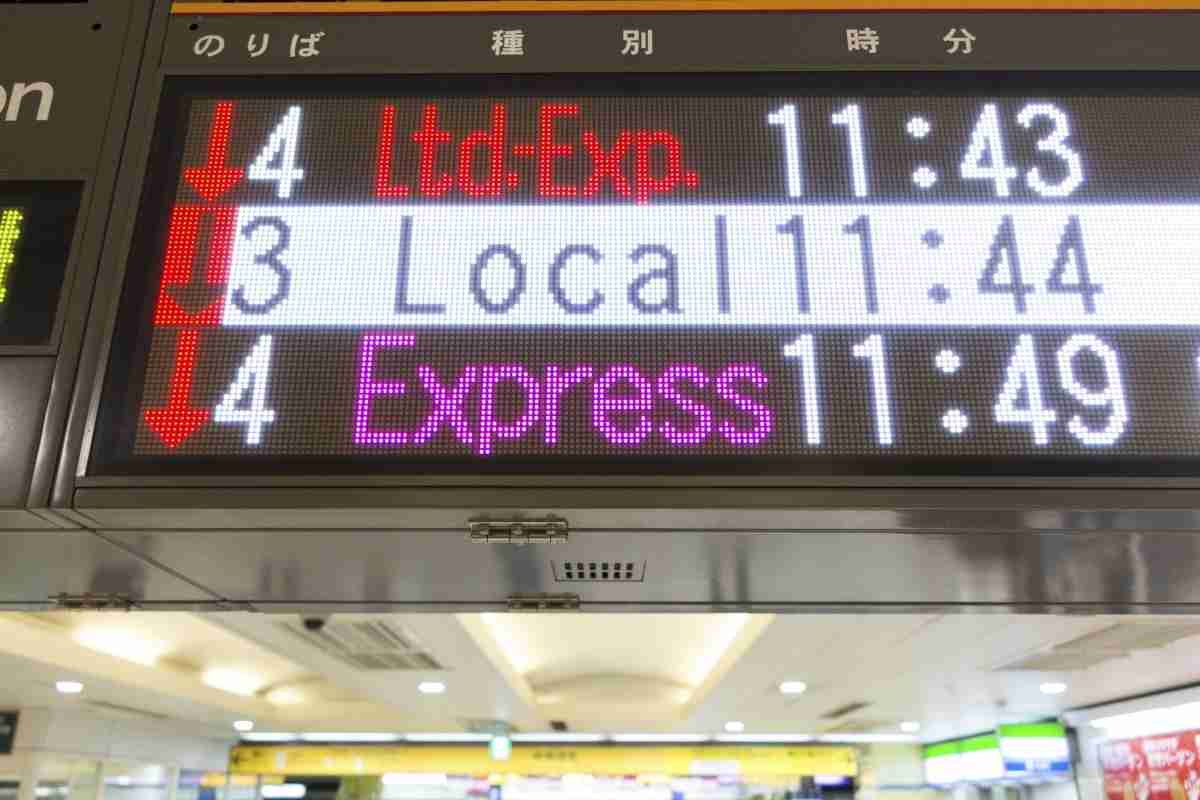 のりば 種別 時分
on
4 Ltd-Exp. 11:43
3 Local 11:44
4 Express 11:49